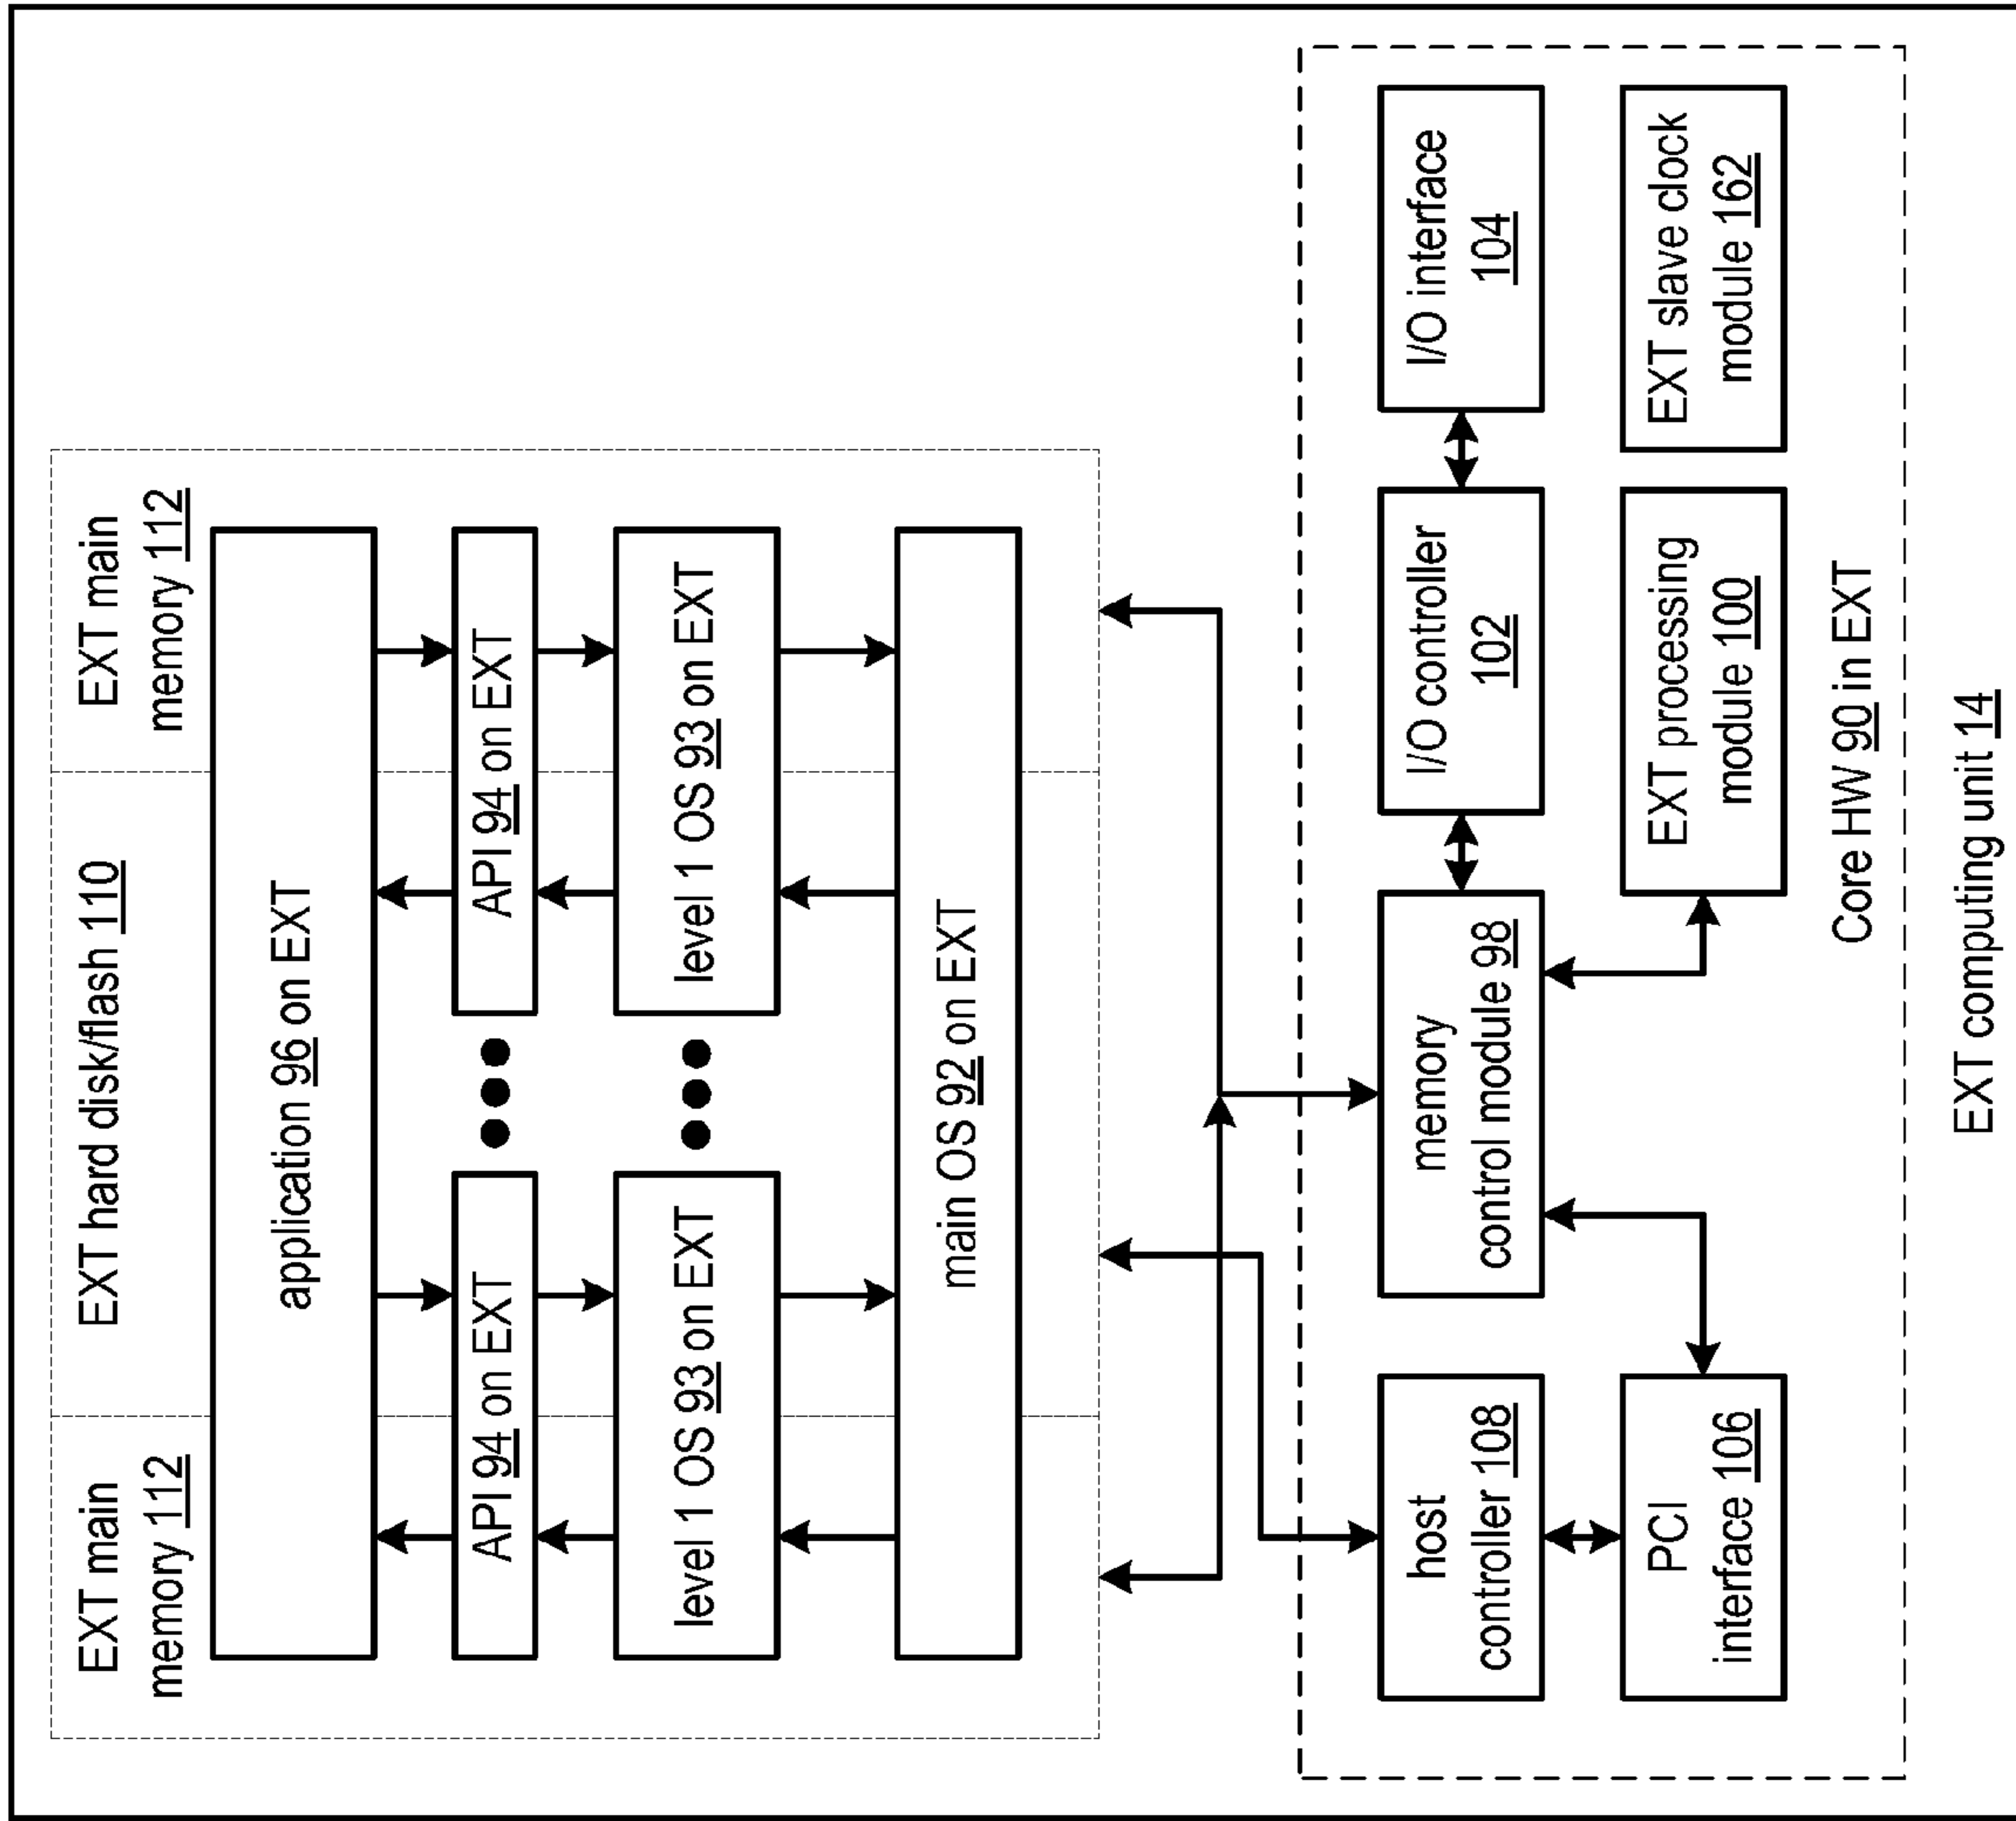 EXT main
memory 112
EXT hard disk/flash 110
EXT main
memory 112
application 96 on EXT
API 94 on EXT
API 94 on EXT
level 1 OS 93 on EXT
level 1 OS 93 on EXT
main OS 92 on EXT
host
controller 108
memory
control module 98
I/O controller
102
I/O interface
104
PCI
interface 106
EXT processing
module 100
EXT slave clock
module 162
Core HW 90 in EXT
EXT computing unit 14